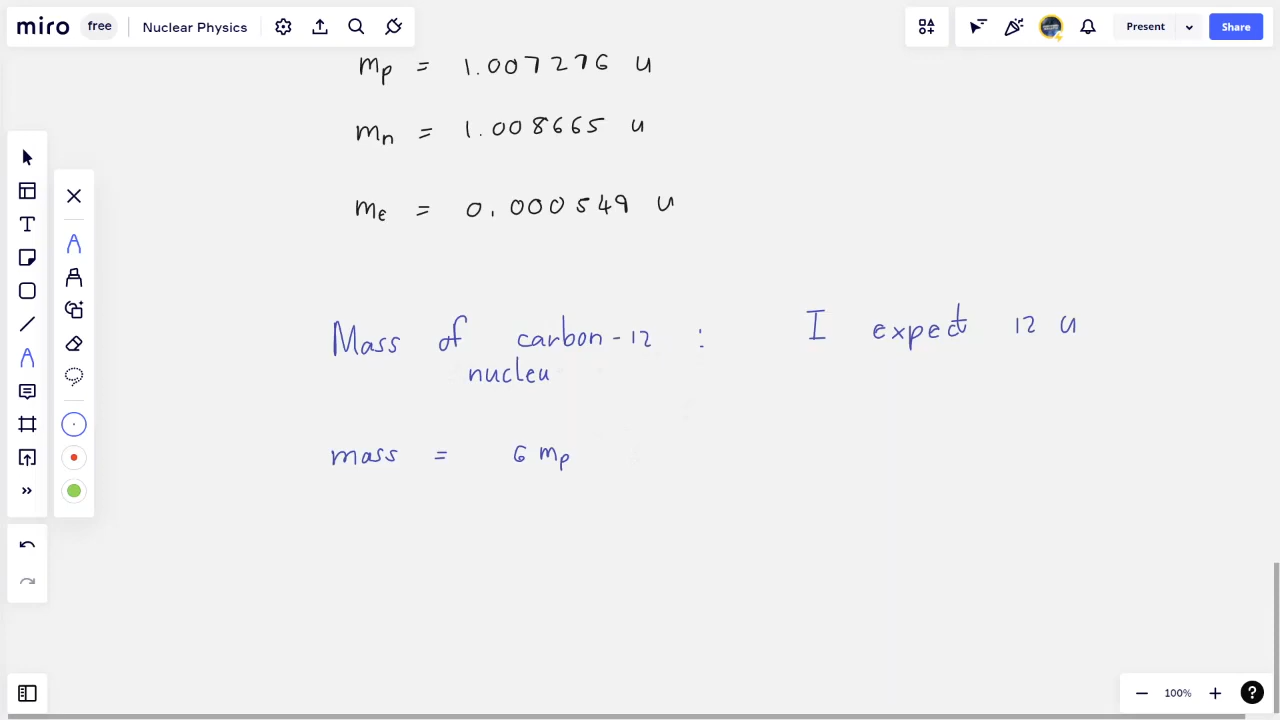 miro free Nuclear Physics Present Share
mp = 1.007276 u
mn = 1.008665 u
me = 0.000549 u
Mass of carbon-12 : I expect 12 u
nucleu
mass = 6 mp
100%